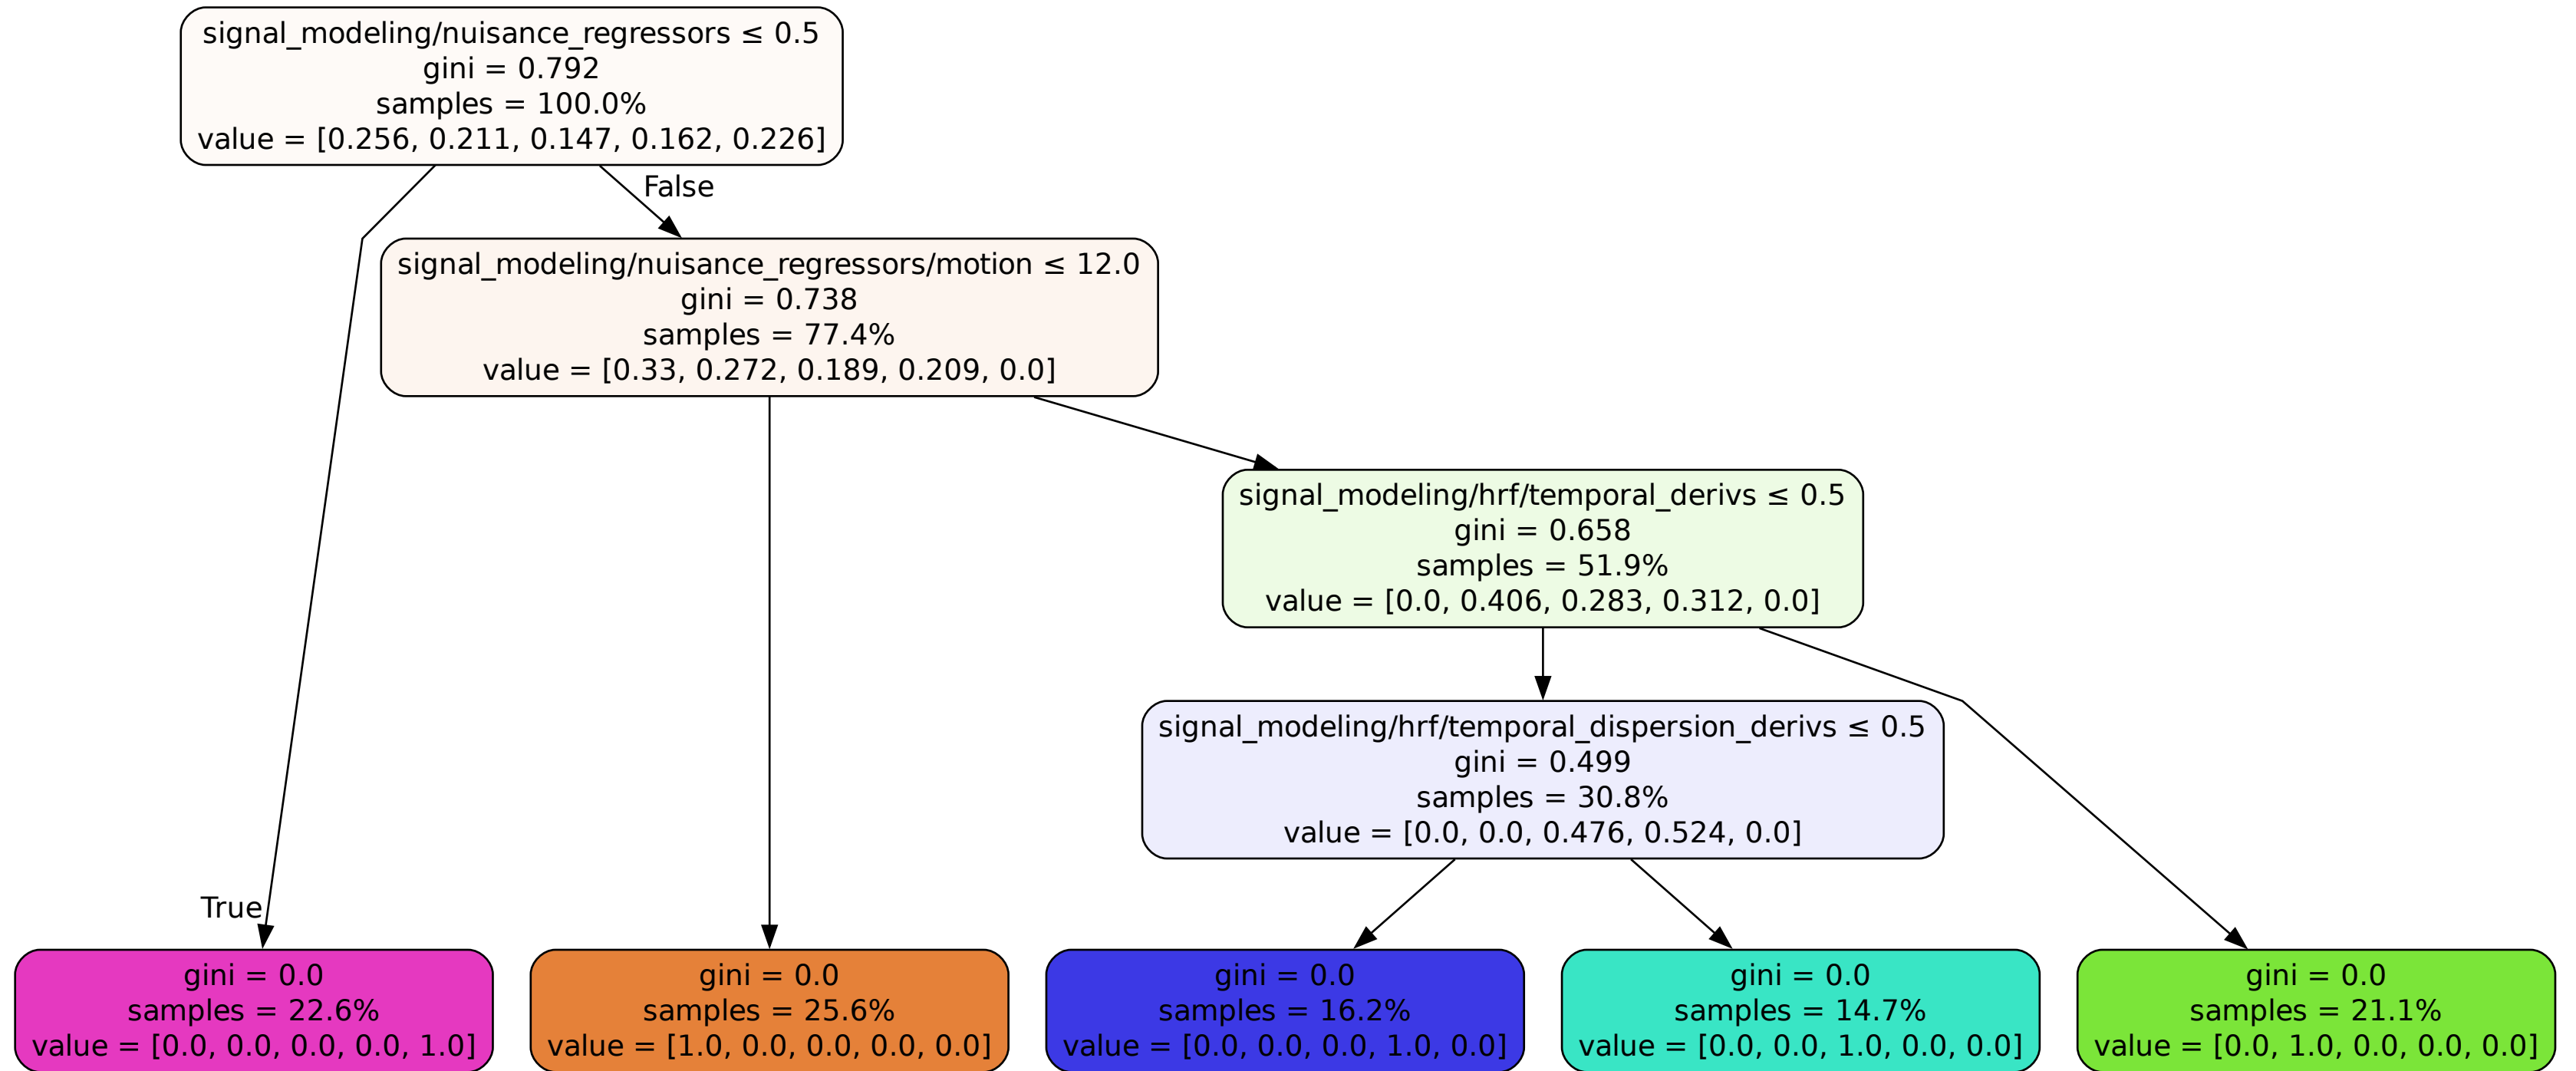 signal_modeling/nuisance_regressors ≤ 0.5
gini = 0.792
samples = 100.0%
value = [0.256, 0.211, 0.147, 0.162, 0.226]
False
signal_modeling/nuisance_regressors/motion ≤ 12.0
gini = 0.738
samples = 77.4%
value = [0.33, 0.272, 0.189, 0.209, 0.0]
signal_modeling/hrf/temporal_derivs ≤ 0.5
gini = 0.658
samples = 51.9%
value = [0.0, 0.406, 0.283, 0.312, 0.0]
signal_modeling/hrf/temporal_dispersion_derivs ≤ 0.5
gini = 0.499
samples = 30.8%
value = [0.0, 0.0, 0.476, 0.524, 0.0]
True
gini = 0.0
samples = 22.6%
value = [0.0, 0.0, 0.0, 0.0, 1.0]
gini = 0.0
samples = 25.6%
value = [1.0, 0.0, 0.0, 0.0, 0.0]
gini = 0.0
samples = 16.2%
value = [0.0, 0.0, 0.0, 1.0, 0.0]
gini = 0.0
samples = 14.7%
value = [0.0, 0.0, 1.0, 0.0, 0.0]
gini = 0.0
samples = 21.1%
value = [0.0, 1.0, 0.0, 0.0, 0.0]